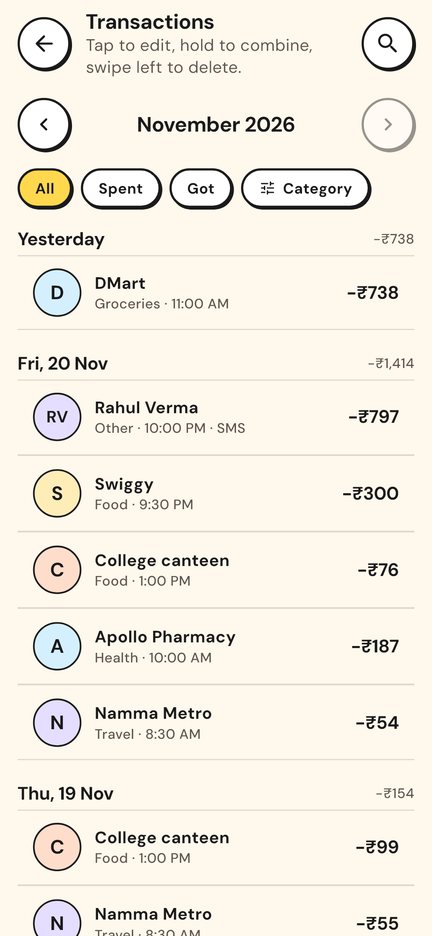 Transactions
Tap to edit, hold to combine,
swipe left to delete.
November 2026
All
Spent
Got
Category
Yesterday
-₹738
D
DMart
Groceries · 11:00 AM
-₹738
Fri, 20 Nov
-₹1,414
RV
Rahul Verma
Other · 10:00 PM · SMS
-₹797
S
Swiggy
Food · 9:30 PM
-₹300
C
College canteen
Food · 1:00 PM
-₹76
A
Apollo Pharmacy
Health · 10:00 AM
-₹187
N
Namma Metro
Travel · 8:30 AM
-₹54
Thu, 19 Nov
-₹154
C
College canteen
Food · 1:00 PM
-₹99
N
Namma Metro
Travel · 8:30 AM
-₹55